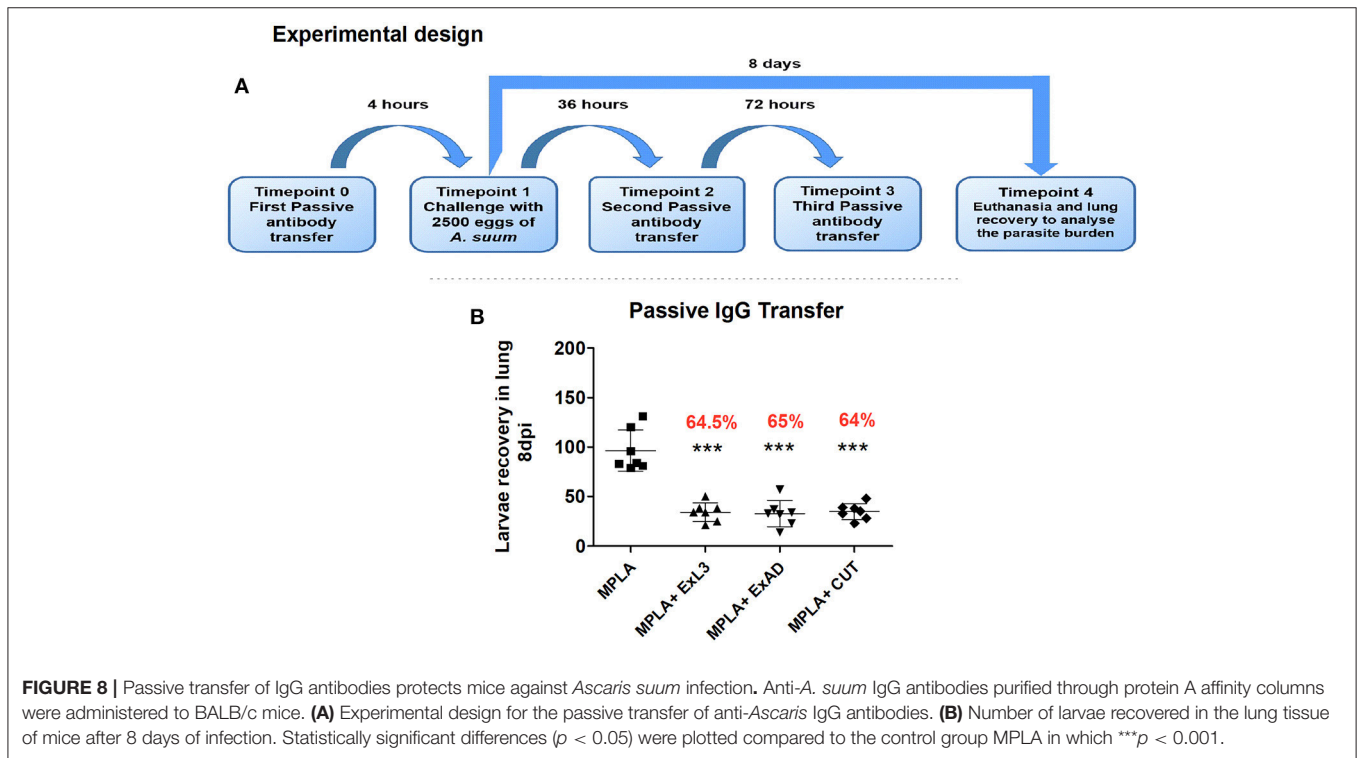 Experimental design
A
8 days
4 hours
36 hours
72 hours
Timepoint 0
First Passive
antibody
transfer
Timepoint 1
Challenge with
2500 eggs of
A. suum
Timepoint 2
Second Passive
antibody
transfer
Timepoint 3
Third Passive
antibody
transfer
Timepoint 4
Euthanasia and lung
recovery to analyse
the parasite burden
B
Passive IgG Transfer
Larvae recovery in lung
8dpi
200
150
100
50
0
64.5%
65%
64%
***
***
***
MPLA
MPLA+ ExL3
MPLA+ ExAD
MPLA+ CUT
FIGURE 8 | Passive transfer of IgG antibodies protects mice against Ascaris suum infection. Anti-A. suum IgG antibodies purified through protein A affinity columns
were administered to BALB/c mice. (A) Experimental design for the passive transfer of anti-Ascaris IgG antibodies. (B) Number of larvae recovered in the lung tissue
of mice after 8 days of infection. Statistically significant differences (p < 0.05) were plotted compared to the control group MPLA in which ***p < 0.001.